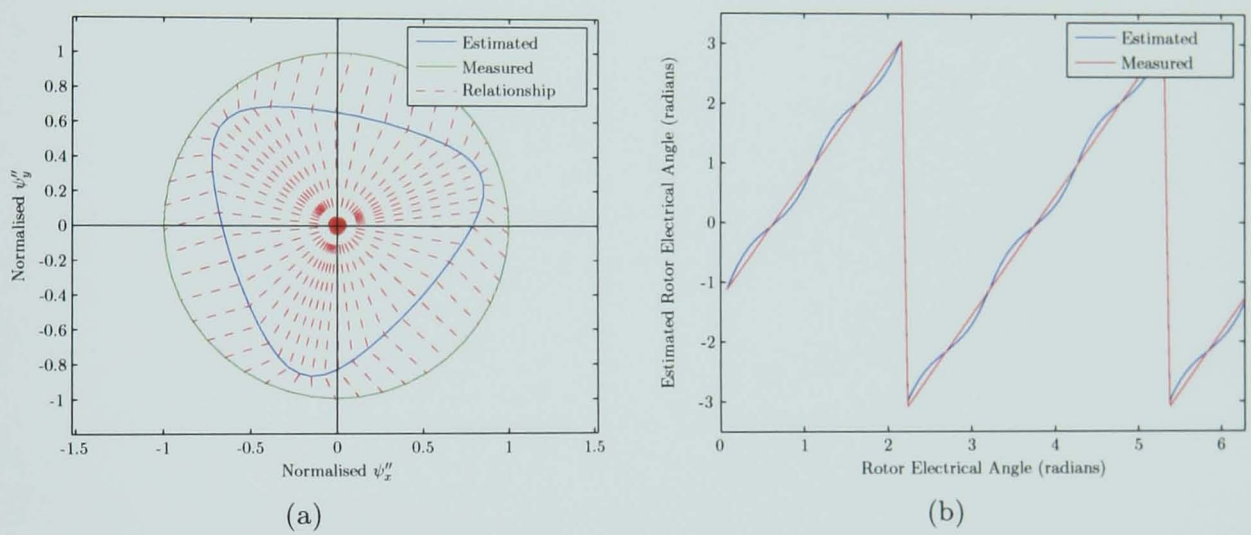 Estimated
Measured
Relationship
1
0.8
0.6
0.4
0.2
0
-0.2
-0.4
-0.6
-0.8
-1
-1.5
-1
-0.5
0
0.5
1
1.5
Normalised ψ″y
Normalised ψ″x
(a)
Estimated
Measured
3
2
1
0
-1
-2
-3
0
1
2
3
4
5
6
Estimated Rotor Electrical Angle (radians)
Rotor Electrical Angle (radians)
(b)